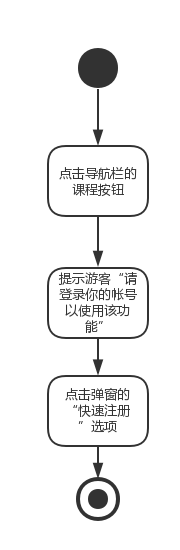 点击导航栏的
课程按钮
提示游客“请
登录你的帐号
以使用该功
能”
点击弹窗的
“快速注册
”选项